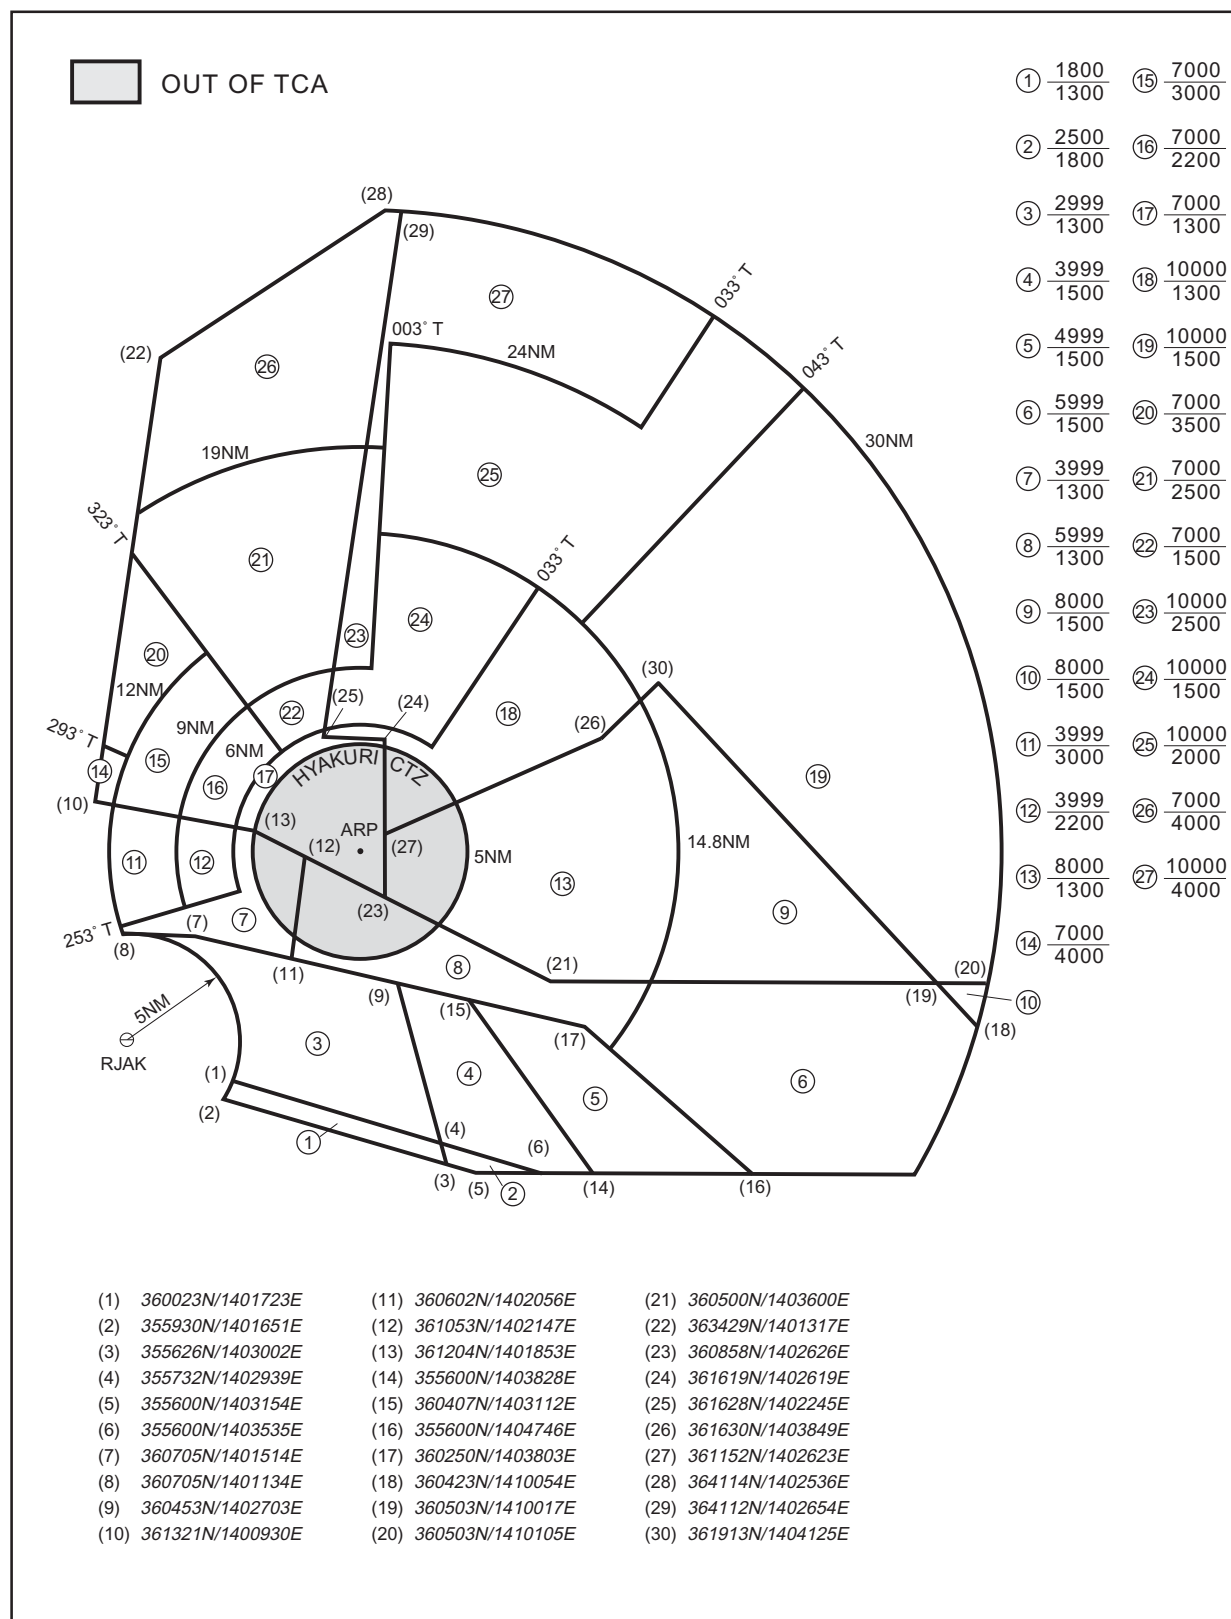 OUT OF TCA
① 1800
1300
⑮ 7000
3000
② 2500
1800
⑯ 7000
2200
③ 2999
1300
⑰ 7000
1300
④ 3999
1500
⑱ 10000
1300
⑤ 4999
1500
⑲ 10000
1500
⑥ 5999
1500
⑳ 7000
3500
⑦ 3999
1300
㉑ 7000
2500
⑧ 5999
1300
㉒ 7000
1500
⑨ 8000
1500
㉓ 10000
2500
⑩ 8000
1500
㉔ 10000
1500
⑪ 3999
3000
㉕ 10000
2000
⑫ 3999
2200
㉖ 7000
4000
⑬ 8000
1300
㉗ 10000
4000
⑭ 7000
4000
(28)
(29)
㉗
033° T
003° T
24NM
043° T
(22)
㉖
30NM
19NM
㉕
323° T
㉑
033° T
㉔
㉓
⑳
(30)
12NM
(25)
(24)
㉒
⑱
(26)
9NM
293° T
6NM
⑮
⑭
⑯
⑰
HYAKURI CTZ
⑲
(10)
(13)
ARP
(12)
(27)
5NM
14.8NM
⑪
⑫
⑬
(23)
⑨
253° T
(7)
⑦
(8)
(11)
⑧
(21)
(20)
(9)
(15)
(19)
⑩
5NM
(17)
(18)
RJAK
③
(1)
④
⑤
⑥
(2)
①
(4)
(6)
(3)
(5)
②
(14)
(16)
(1) 360023N/1401723E
(2) 355930N/1401651E
(3) 355626N/1403002E
(4) 355732N/1402939E
(5) 355600N/1403154E
(6) 355600N/1403535E
(7) 360705N/1401514E
(8) 360705N/1401134E
(9) 360453N/1402703E
(10) 361321N/1400930E
(11) 360602N/1402056E
(12) 361053N/1402147E
(13) 361204N/1401853E
(14) 355600N/1403828E
(15) 360407N/1403112E
(16) 355600N/1404746E
(17) 360250N/1403803E
(18) 360423N/1410054E
(19) 360503N/1410017E
(20) 360503N/1410105E
(21) 360500N/1403600E
(22) 363429N/1401317E
(23) 360858N/1402626E
(24) 361619N/1402619E
(25) 361628N/1402245E
(26) 361630N/1403849E
(27) 361152N/1402623E
(28) 364114N/1402536E
(29) 364112N/1402654E
(30) 361913N/1404125E